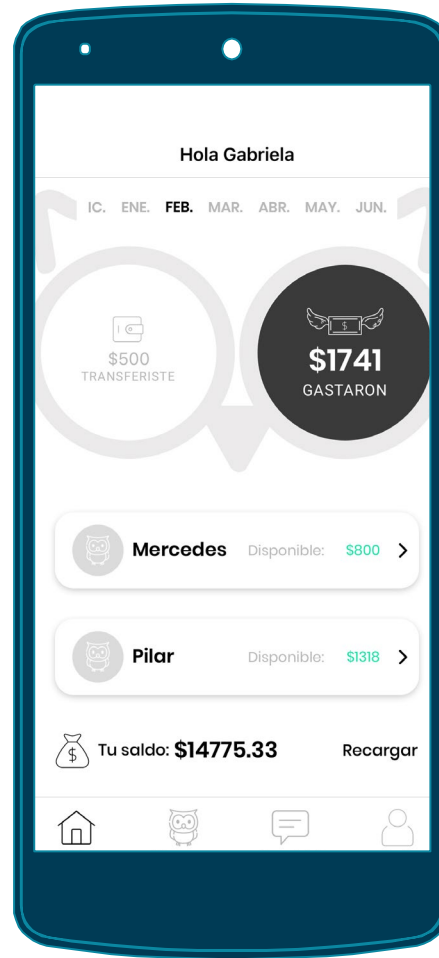 Hola Gabriela
IC. ENE. FEB. MAR. ABR. MAY. JUN.
$500
TRANSFERISTE
$
$1741
GASTARON
Mercedes Disponible: $800
Pilar Disponible: $1318
$ Tu saldo: $14775.33 Recargar